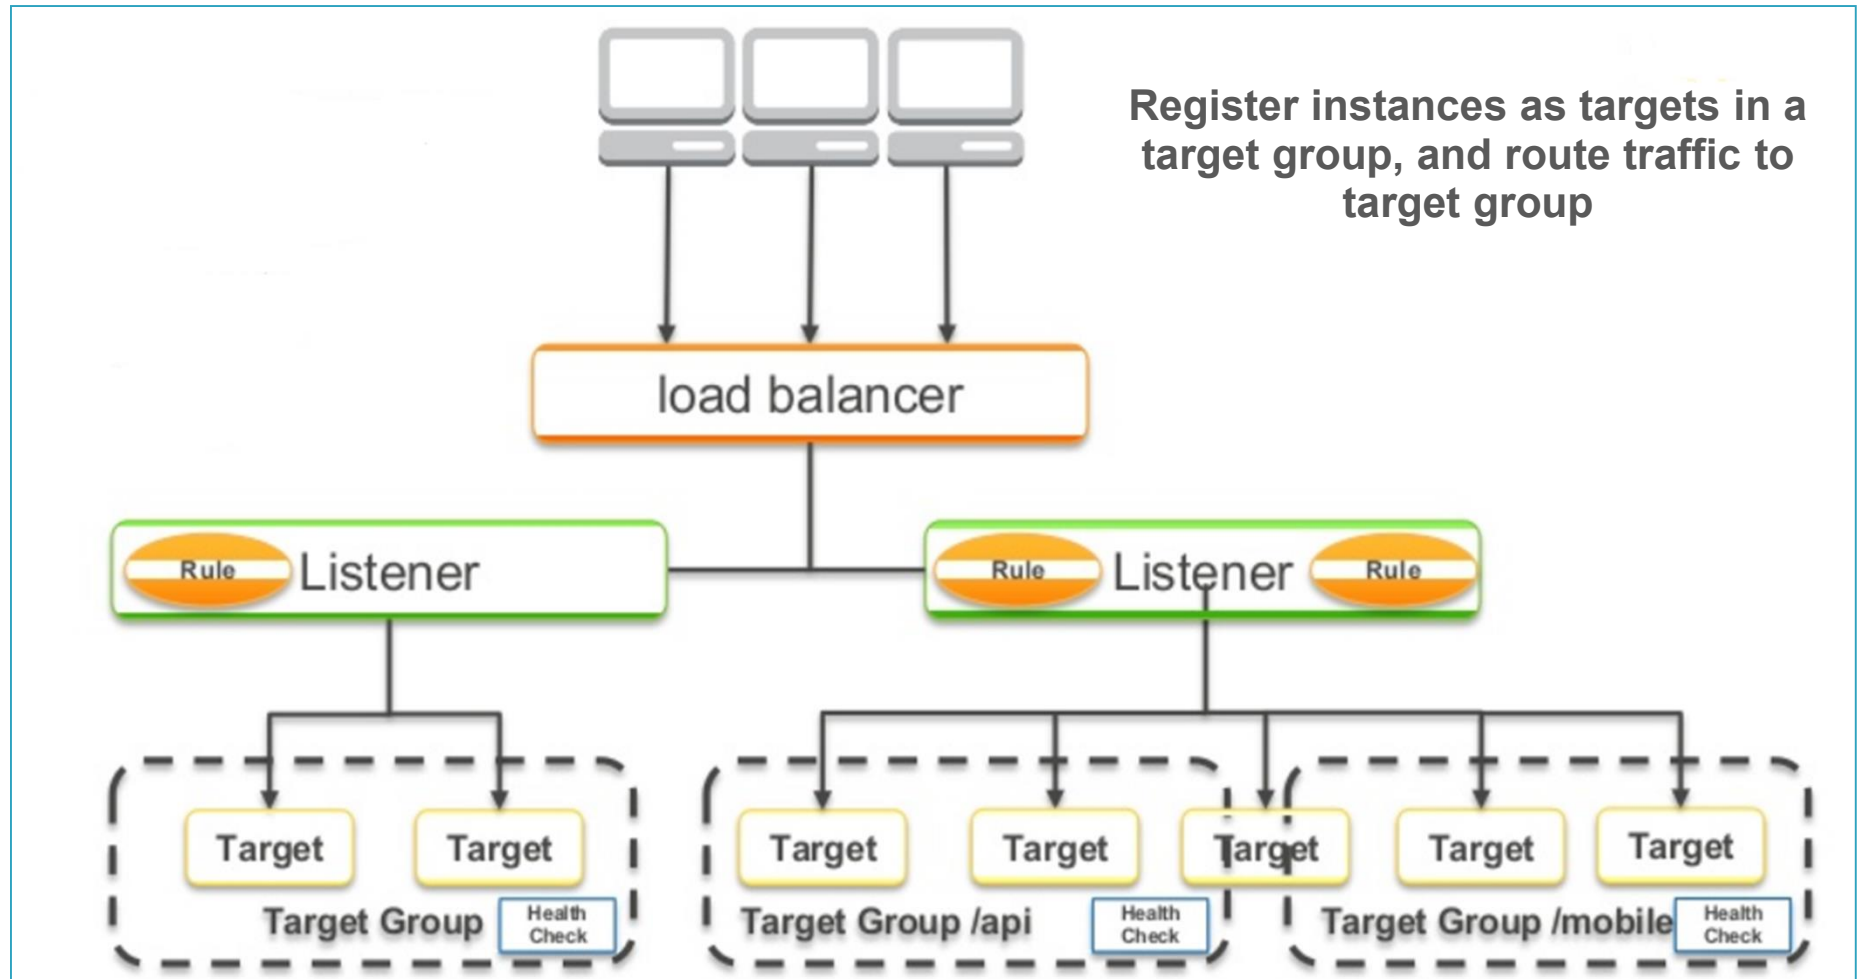 Register instances as targets in a
target group, and route traffic to
target group
load balancer
Rule Listener
Rule Listener Rule
Target Target Target Target Target Target Target
Target Group Health
Check
Target Group /api Health
Check
Target Group /mobile Health
Check